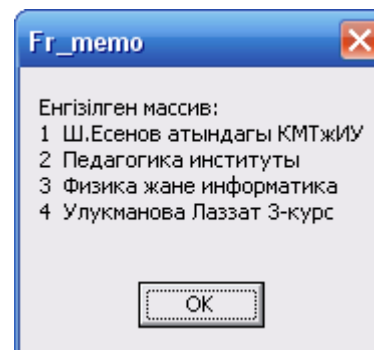 Fr_memo
Енгізілген массив:
1 Ш.Есенов атындагы КМТжИУ
2 Педагогика институты
3 Физика жане информатика
4 Улукманова Лаззат 3-курс
OK